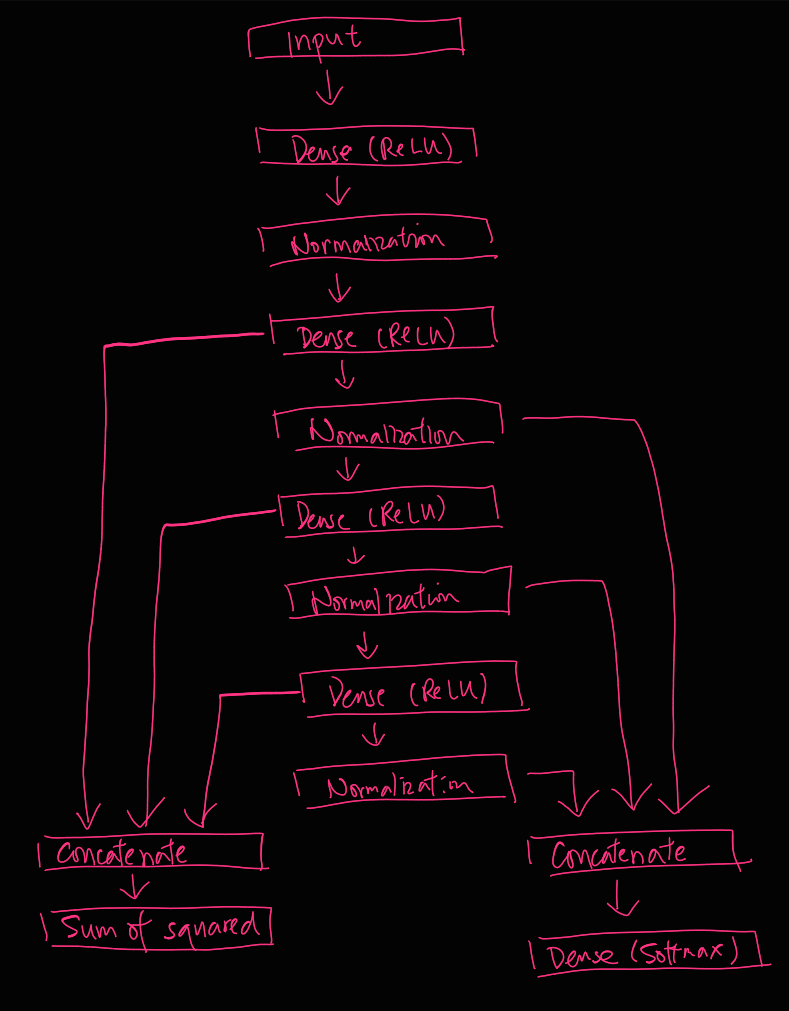 Input
Dense (ReLU)
Normalization
Dense (ReLU)
Normalization
Dense (ReLU)
Normalization
Dense (ReLU)
Normalization
Concatenate
Concatenate
Sum of squared
Dense (Softmax)